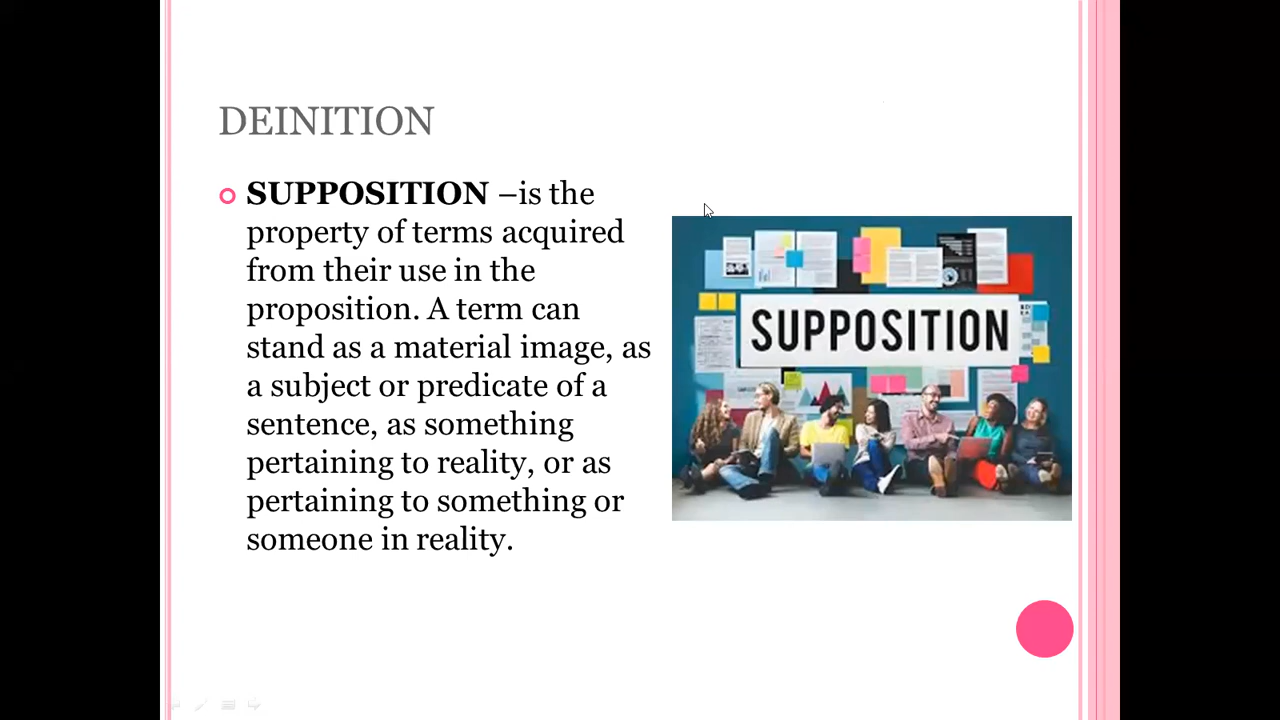 DEINITION
SUPPOSITION –is the
property of terms acquired
from their use in the
proposition. A term can
stand as a material image, as
a subject or predicate of a
sentence, as something
pertaining to reality, or as
pertaining to something or
someone in reality.
SUPPOSITION